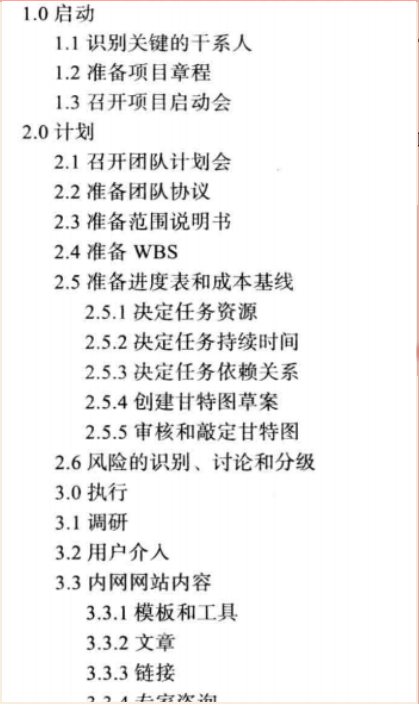 1.0 启动
1.1 识别关键的干系人
1.2 准备项目章程
1.3 召开项目启动会
2.0 计划
2.1 召开团队计划会
2.2 准备团队协议
2.3 准备范围说明书
2.4 准备 WBS
2.5 准备进度表和成本基线
2.5.1 决定任务资源
2.5.2 决定任务持续时间
2.5.3 决定任务依赖关系
2.5.4 创建甘特图草案
2.5.5 审核和敲定甘特图
2.6 风险的识别、讨论和分级
3.0 执行
3.1 调研
3.2 用户介入
3.3 内网网站内容
3.3.1 模板和工具
3.3.2 文章
3.3.3 链接
3.3.4 专家咨询